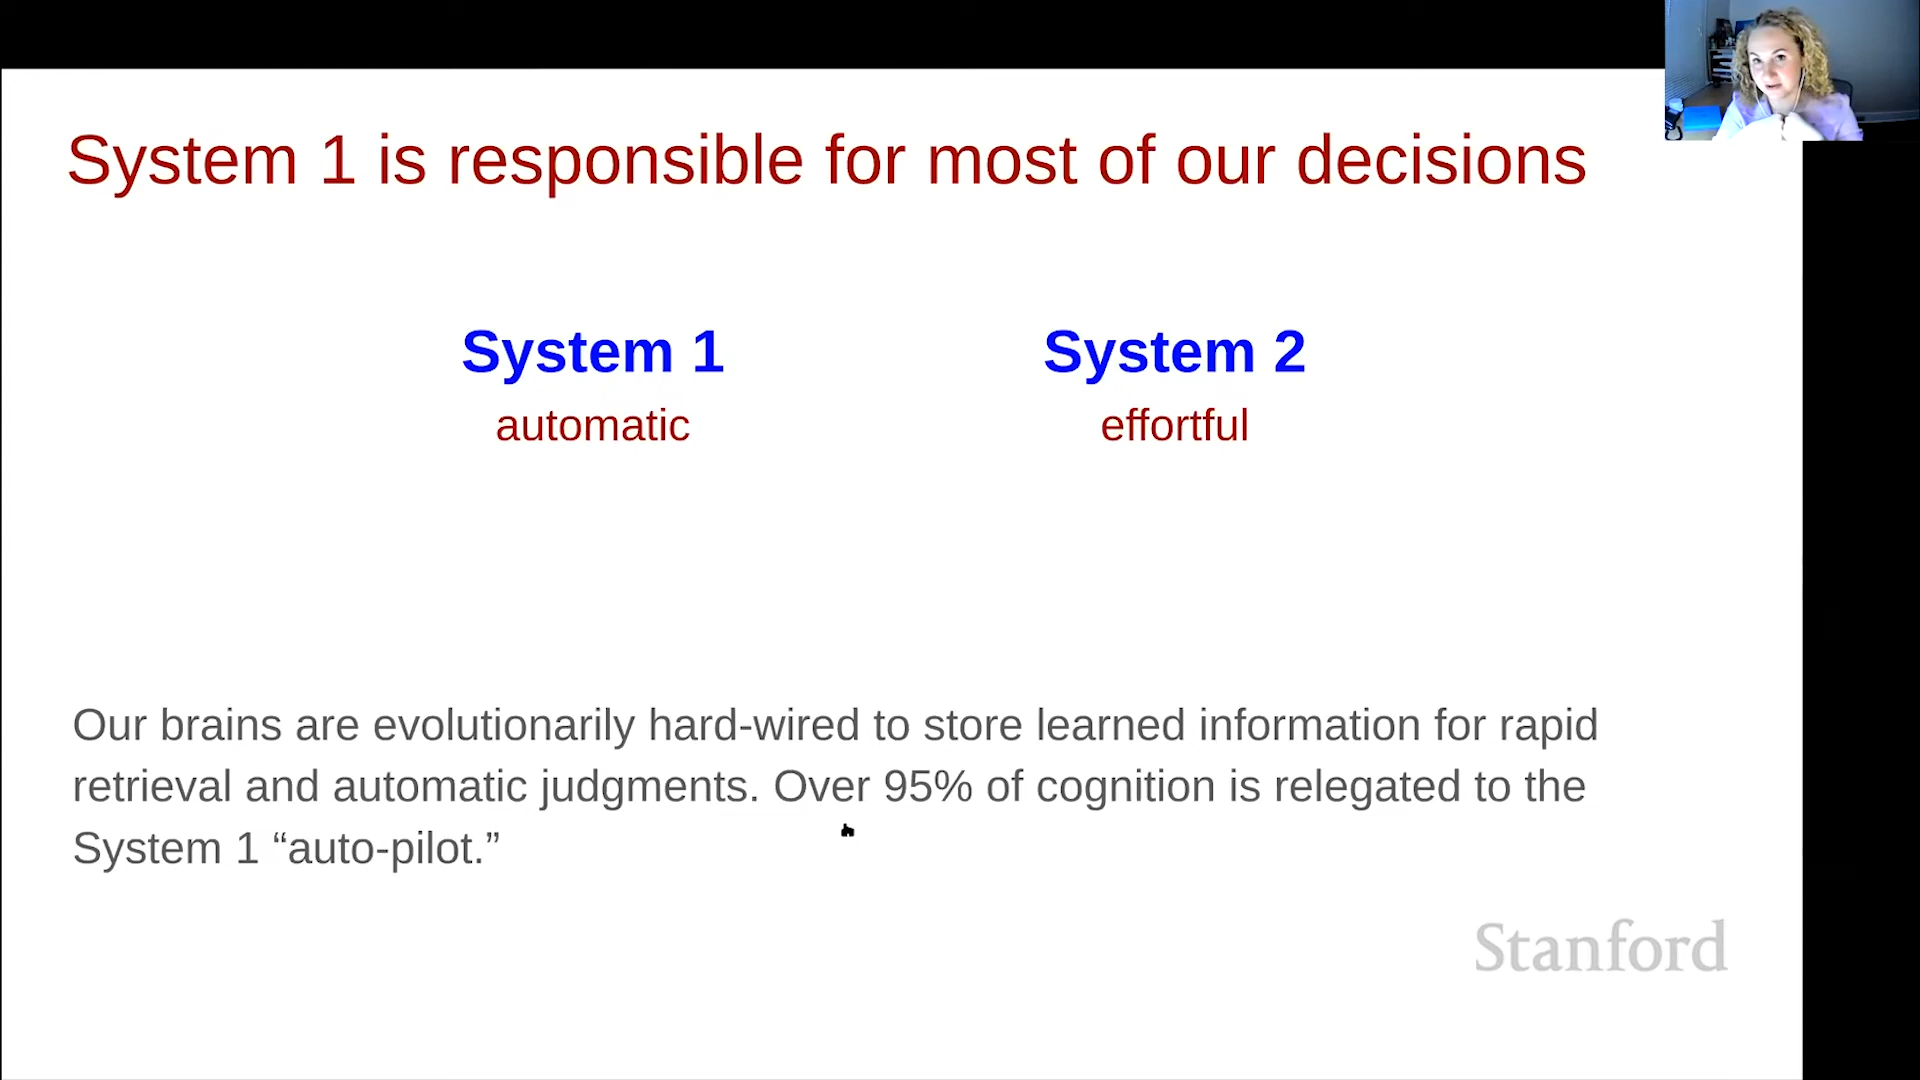 System 1 is responsible for most of our decisions
System 1
System 2
automatic
effortful
Our brains are evolutionarily hard-wired to store learned information for rapid
retrieval and automatic judgments. Over 95% of cognition is relegated to the
System 1 “auto-pilot.”
Stanford